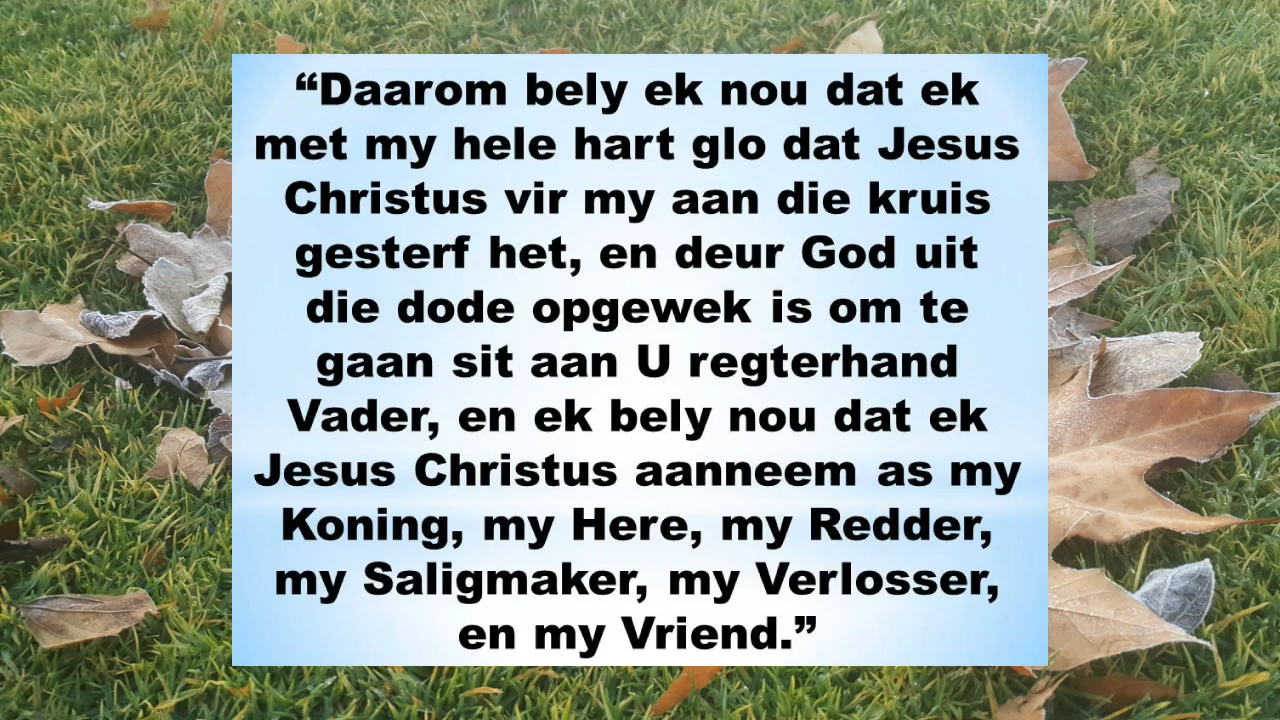 “Daarom bely ek nou dat ek
met my hele hart glo dat Jesus
Christus vir my aan die kruis
gesterf het, en deur God uit
die dode opgewek is om te
gaan sit aan U regterhand
Vader, en ek bely nou dat ek
Jesus Christus aanneem as my
Koning, my Here, my Redder,
my Saligmaker, my Verlosser,
en my Vriend.”